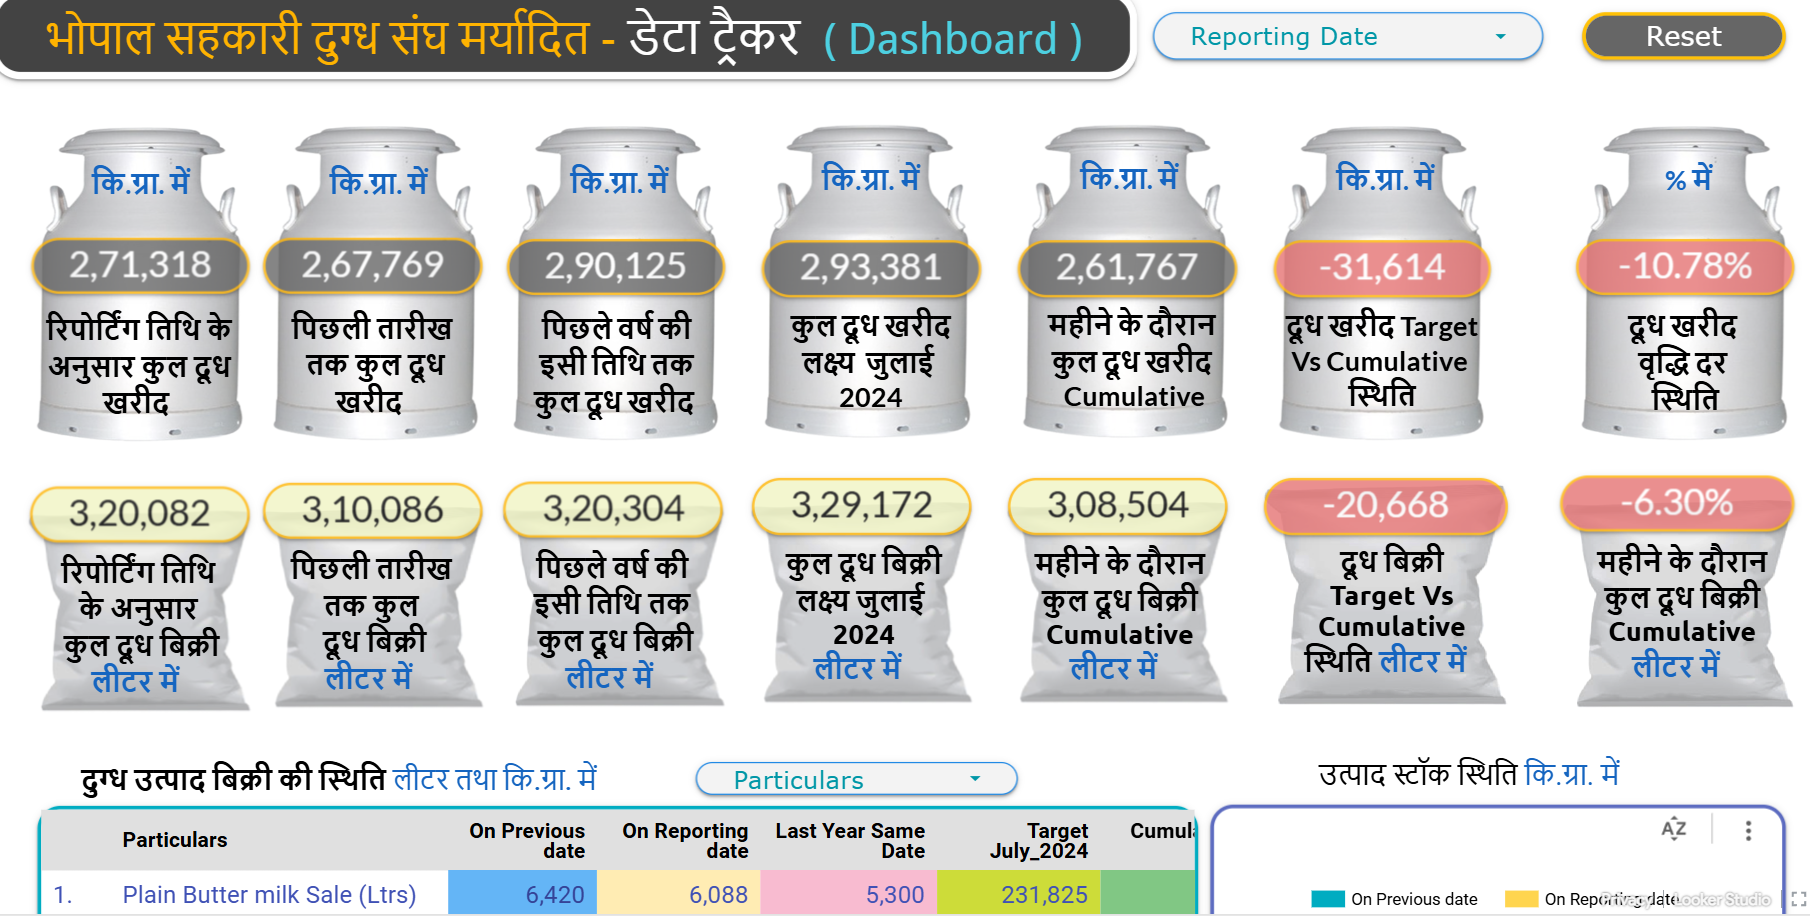 भोपाल सहकारी दुग्ध संघ मर्यादित - डेटा ट्रैकर ( Dashboard )
Reporting Date
Reset
कि.ग्रा. में
कि.ग्रा. में
कि.ग्रा. में
कि.ग्रा. में
कि.ग्रा. में
कि.ग्रा. में
% में
2,71,318
2,67,769
2,90,125
2,93,381
2,61,767
-31,614
-10.78%
रिपोर्टिंग तिथि के
अनुसार कुल दूध
खरीद
पिछली तारीख
तक कुल दूध
खरीद
पिछले वर्ष की
इसी तिथि तक
कुल दूध खरीद
कुल दूध खरीद
लक्ष्य जुलाई
2024
महीने के दौरान
कुल दूध खरीद
Cumulative
दूध खरीद Target
Vs Cumulative
स्थिति
दूध खरीद
वृद्धि दर
स्थिति
3,20,082
3,10,086
3,20,304
3,29,172
3,08,504
-20,668
-6.30%
रिपोर्टिंग तिथि
के अनुसार
कुल दूध बिक्री
लीटर में
पिछली तारीख
तक कुल
दूध बिक्री
लीटर में
पिछले वर्ष की
इसी तिथि तक
कुल दूध बिक्री
लीटर में
कुल दूध बिक्री
लक्ष्य जुलाई
2024
लीटर में
महीने के दौरान
कुल दूध बिक्री
Cumulative
लीटर में
दूध बिक्री
Target Vs
Cumulative
स्थिति लीटर में
महीने के दौरान
कुल दूध बिक्री
Cumulative
लीटर में
दुग्ध उत्पाद बिक्री की स्थिति लीटर तथा कि.ग्रा. में
Particulars
उत्पाद स्टॉक स्थिति कि.ग्रा. में
Particulars
On Previous
date
On Reporting
date
Last Year Same
Date
Target
July_2024
AZ
1. Plain Butter milk Sale (Ltrs) 6,420 6,088 5,300 231,825
On Previous date
On Reporting date
Privacy
Looker Studio